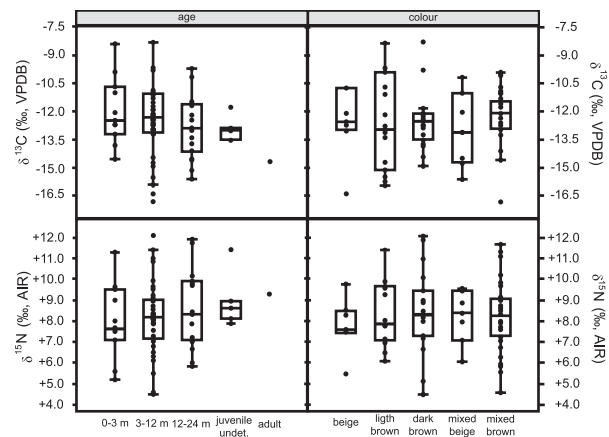 age colour
-7.5 -7.5
-9.0 -9.0
-10.5 -10.5
-12.0 -12.0
-13.5 -13.5
-15.0 -15.0
-16.5 -16.5
δ 13C (‰, VPDB)
δ 13C (‰, VPDB)
+12.0 +12.0
+11.0 +11.0
+10.0 +10.0
+9.0 +9.0
+8.0 +8.0
+7.0 +7.0
+6.0 +6.0
+5.0 +5.0
+4.0 +4.0
δ 15N (‰, AIR)
δ15N (‰, AIR)
0-3 m 3-12 m 12-24 m juvenile undet. adult
beige ligth brown dark brown mixed beige mixed brown